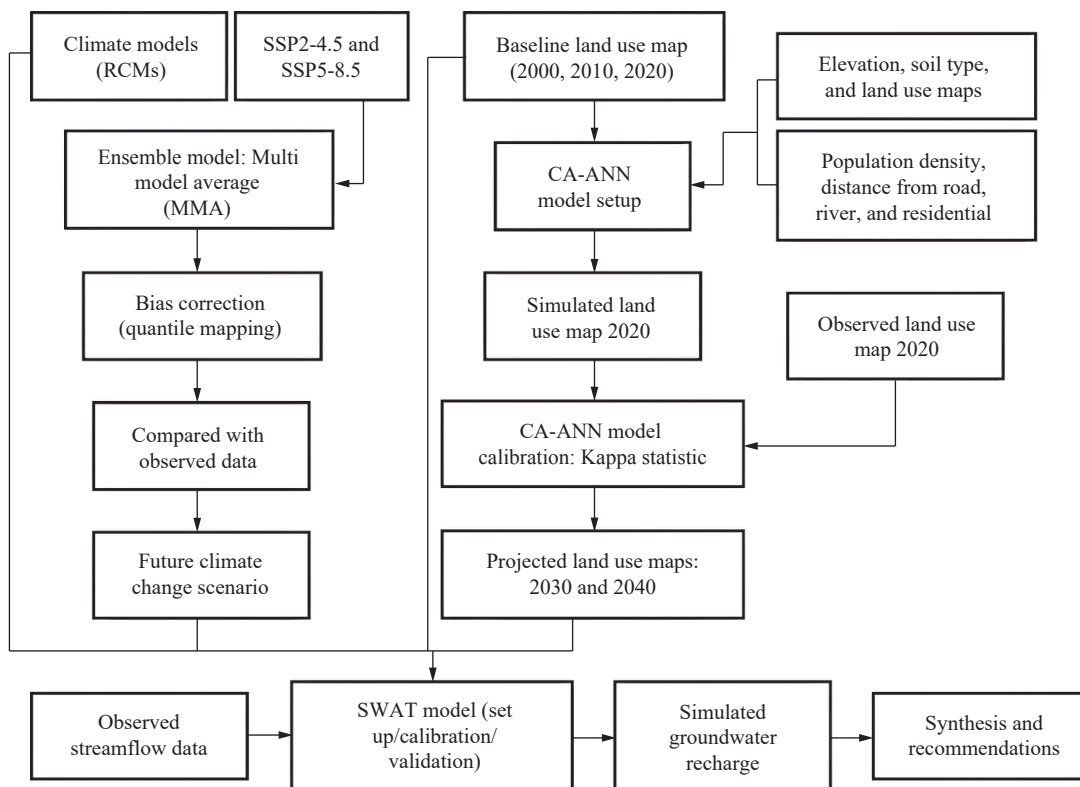 Climate models
(RCMs)
SSP2-4.5 and
SSP5-8.5
Baseline land use map
(2000, 2010, 2020)
Elevation, soil type,
and land use maps
Ensemble model: Multi
model average
(MMA)
CA-ANN
model setup
Population density,
distance from road,
river, and residential
Bias correction
(quantile mapping)
Simulated land
use map 2020
Observed land use
map 2020
Compared with
observed data
CA-ANN model
calibration: Kappa statistic
Future climate
change scenario
Projected land use maps:
2030 and 2040
Observed
streamflow data
SWAT model (set
up/calibration/
validation)
Simulated
groundwater
recharge
Synthesis and
recommendations